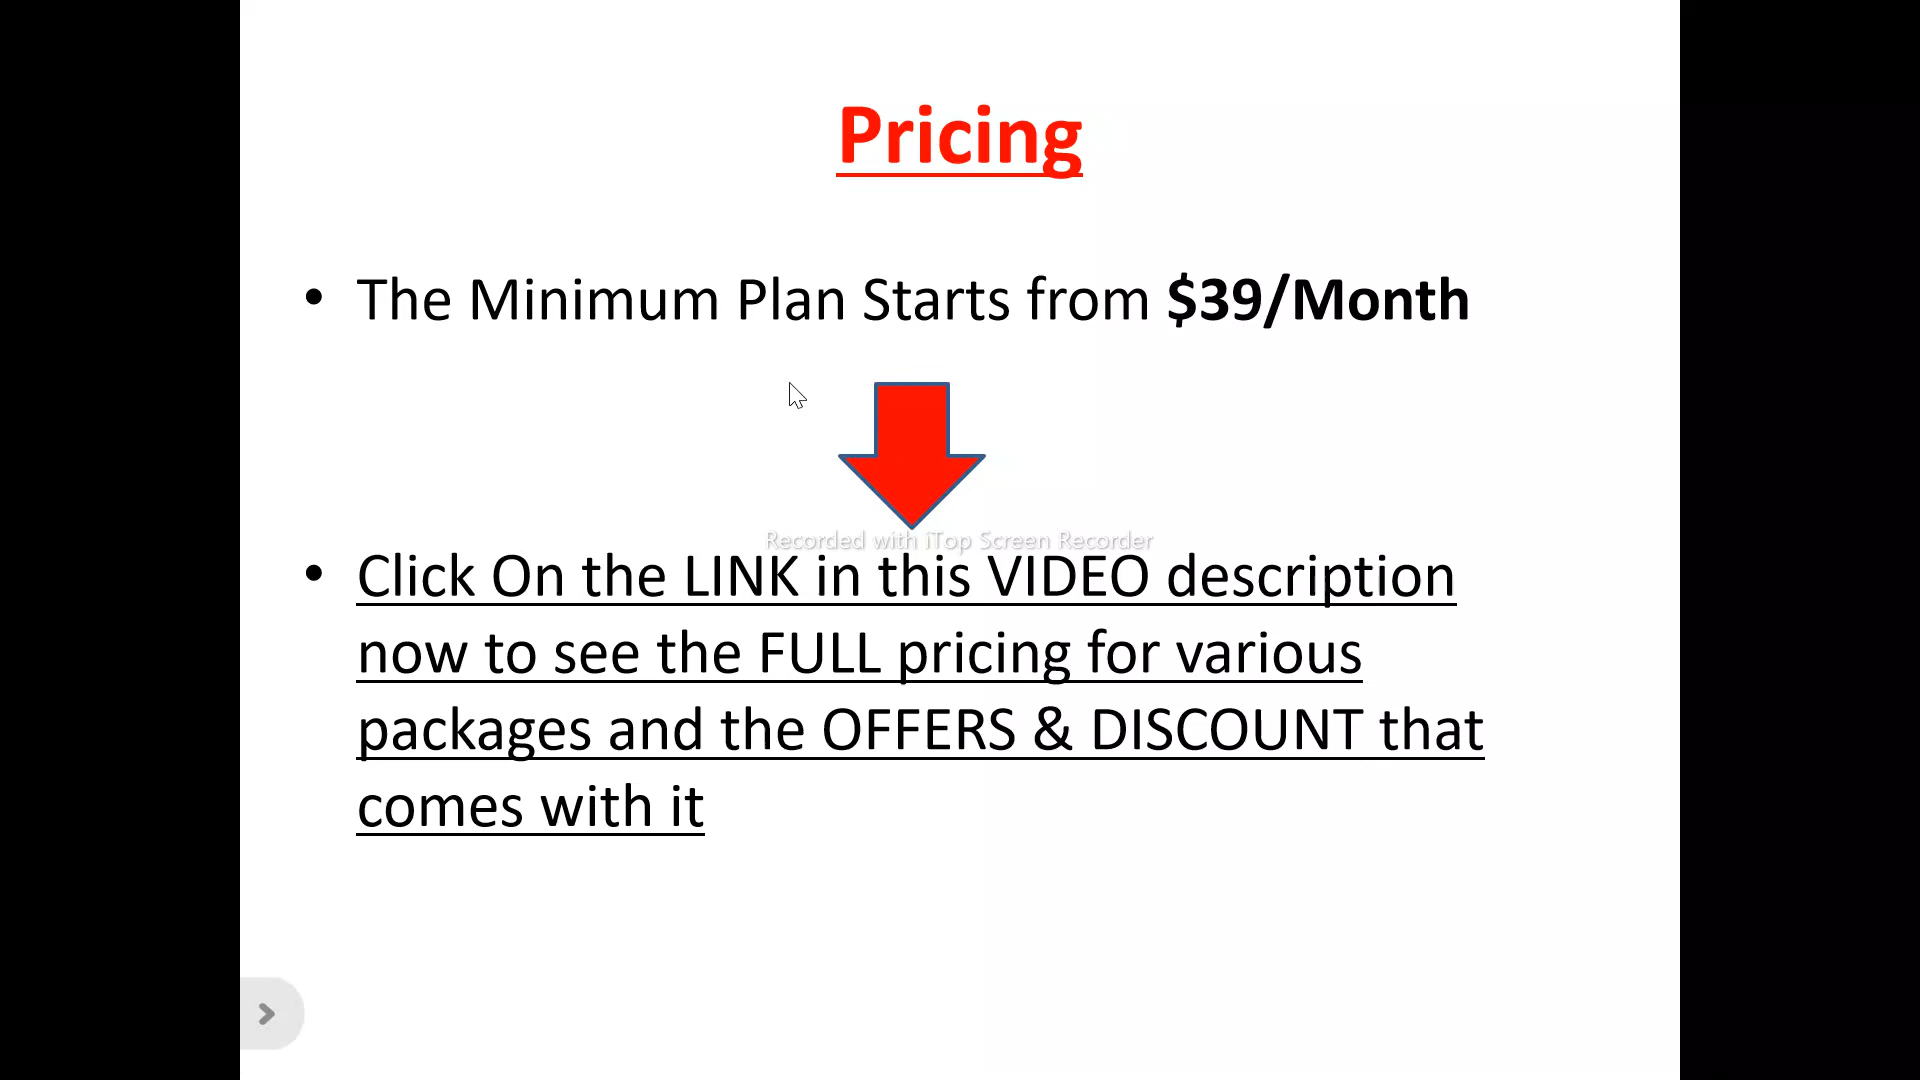 Pricing
• The Minimum Plan Starts from $39/Month
Recorded with iTop Screen Recorder
• Click On the LINK in this VIDEO description
now to see the FULL pricing for various
packages and the OFFERS & DISCOUNT that
comes with it